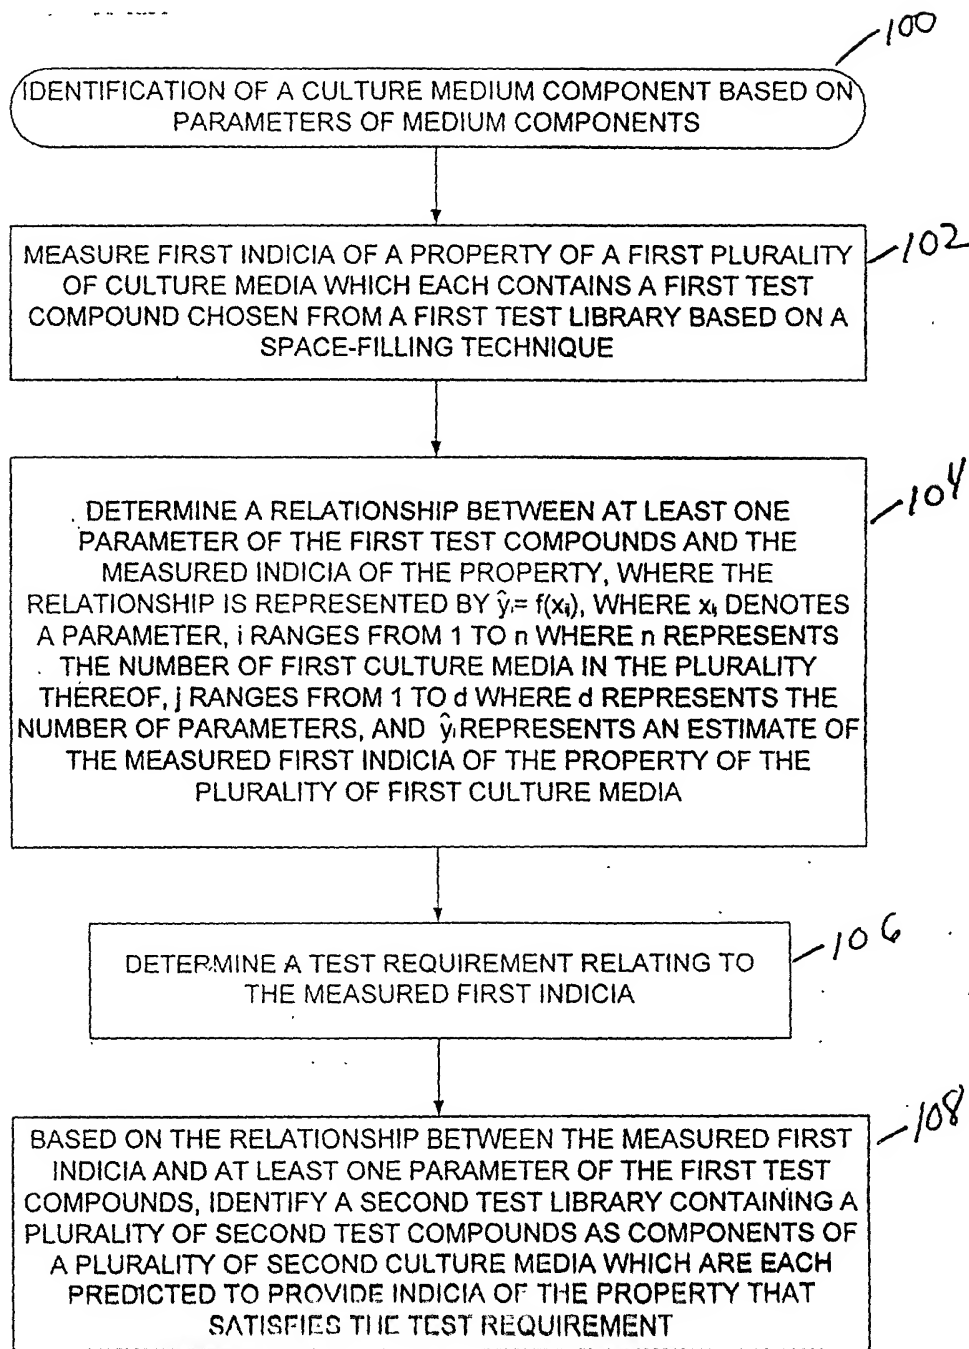 100
IDENTIFICATION OF A CULTURE MEDIUM COMPONENT BASED ON
PARAMETERS OF MEDIUM COMPONENTS
102
MEASURE FIRST INDICIA OF A PROPERTY OF A FIRST PLURALITY
OF CULTURE MEDIA WHICH EACH CONTAINS A FIRST TEST
COMPOUND CHOSEN FROM A FIRST TEST LIBRARY BASED ON A
SPACE-FILLING TECHNIQUE
104
DETERMINE A RELATIONSHIP BETWEEN AT LEAST ONE
PARAMETER OF THE FIRST TEST COMPOUNDS AND THE
MEASURED INDICIA OF THE PROPERTY, WHERE THE
RELATIONSHIP IS REPRESENTED BY ŷᵢ= f(xᵢⱼ), WHERE xᵢⱼ DENOTES
A PARAMETER, i RANGES FROM 1 TO n WHERE n REPRESENTS
THE NUMBER OF FIRST CULTURE MEDIA IN THE PLURALITY
THEREOF, j RANGES FROM 1 TO d WHERE d REPRESENTS THE
NUMBER OF PARAMETERS, AND ŷᵢ REPRESENTS AN ESTIMATE OF
THE MEASURED FIRST INDICIA OF THE PROPERTY OF THE
PLURALITY OF FIRST CULTURE MEDIA
106
DETERMINE A TEST REQUIREMENT RELATING TO
THE MEASURED FIRST INDICIA
108
BASED ON THE RELATIONSHIP BETWEEN THE MEASURED FIRST
INDICIA AND AT LEAST ONE PARAMETER OF THE FIRST TEST
COMPOUNDS, IDENTIFY A SECOND TEST LIBRARY CONTAINING A
PLURALITY OF SECOND TEST COMPOUNDS AS COMPONENTS OF
A PLURALITY OF SECOND CULTURE MEDIA WHICH ARE EACH
PREDICTED TO PROVIDE INDICIA OF THE PROPERTY THAT
SATISFIES THE TEST REQUIREMENT